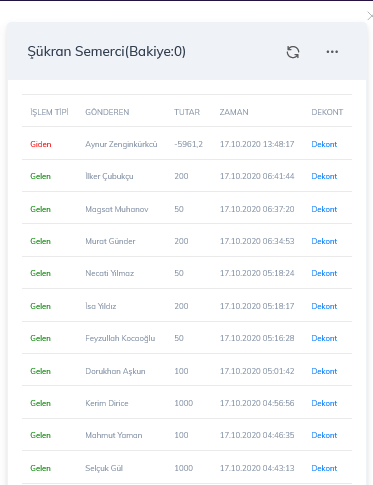 Şükran Semerci(Bakiye:0)
İŞLEM TİPİ GÖNDEREN TUTAR ZAMAN DEKONT
Giden Aynur Zenginkürkcü -5961,2 17.10.2020 13:48:17 Dekont
Gelen İlker Çubukçu 200 17.10.2020 06:41:44 Dekont
Gelen Magsat Muhanov 50 17.10.2020 06:37:20 Dekont
Gelen Murat Günder 200 17.10.2020 06:34:53 Dekont
Gelen Necati Yılmaz 50 17.10.2020 05:18:24 Dekont
Gelen İsa Yıldız 200 17.10.2020 05:18:17 Dekont
Gelen Feyzullah Kocaoğlu 50 17.10.2020 05:16:28 Dekont
Gelen Dorukhan Aşkun 100 17.10.2020 05:01:42 Dekont
Gelen Kerim Dirice 1000 17.10.2020 04:56:56 Dekont
Gelen Mahmut Yaman 100 17.10.2020 04:46:35 Dekont
Gelen Selçuk Gül 1000 17.10.2020 04:43:13 Dekont